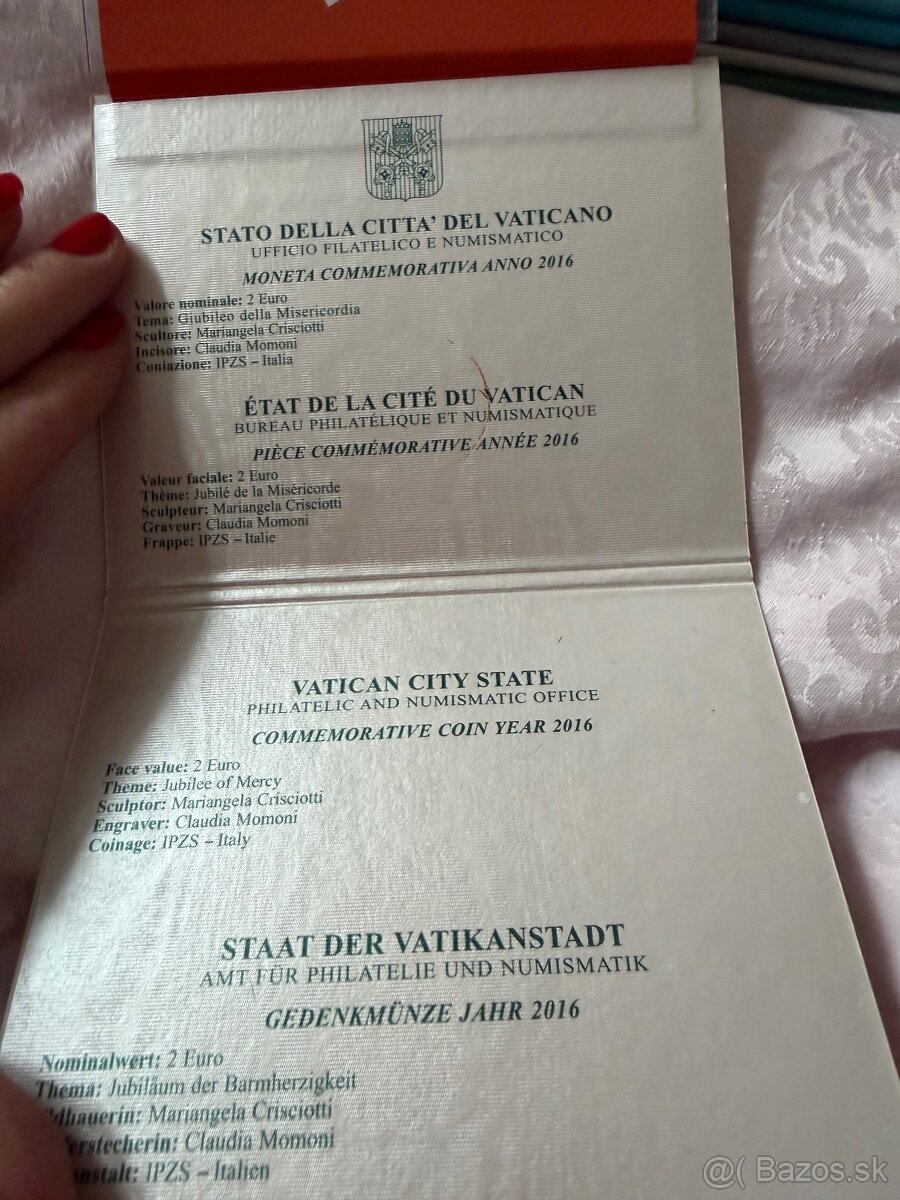 STATO DELLA CITTA' DEL VATICANO
UFFICIO FILATELICO E NUMISMATICO
MONETA COMMEMORATIVA ANNO 2016
Valore nominale: 2 Euro
Tema: Giubileo della Misericordia
Scultore: Mariangela Crisciotti
Incisore: Claudia Momoni
Coniazione: IPZS – Italia
ÉTAT DE LA CITÉ DU VATICAN
BUREAU PHILATÉLIQUE ET NUMISMATIQUE
PIÈCE COMMÉMORATIVE ANNÉE 2016
Valeur faciale: 2 Euro
Thème: Jubilé de la Miséricorde
Sculpteur: Mariangela Crisciotti
Graveur: Claudia Momoni
Frappe: IPZS – Italie
VATICAN CITY STATE
PHILATELIC AND NUMISMATIC OFFICE
COMMEMORATIVE COIN YEAR 2016
Face value: 2 Euro
Theme: Jubilee of Mercy
Sculptor: Mariangela Crisciotti
Engraver: Claudia Momoni
Coinage: IPZS – Italy
STAAT DER VATIKANSTADT
AMT FÜR PHILATELIE UND NUMISMATIK
GEDENKMÜNZE JAHR 2016
Nominalwert: 2 Euro
Thema: Jubiläum der Barmherzigkeit
Mariangela Crisciotti
Claudia Momoni
IPZS – Italien
@( Bazos.sk